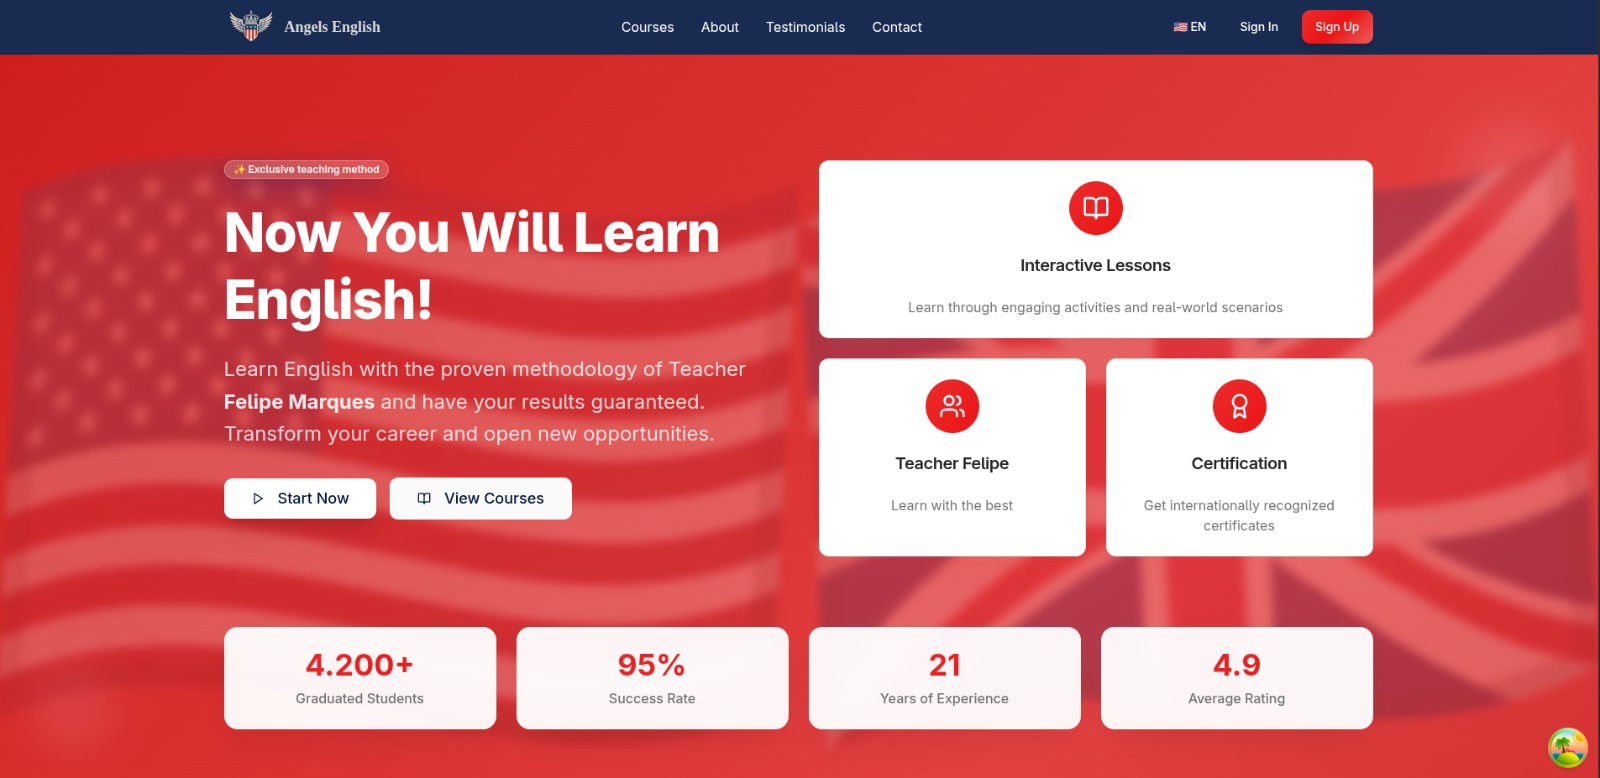 Angels English
Courses
About
Testimonials
Contact
🇺🇸 EN
Sign In
Sign Up
✨ Exclusive teaching method
Now You Will Learn
English!
Learn English with the proven methodology of Teacher
Felipe Marques and have your results guaranteed.
Transform your career and open new opportunities.
Start Now
View Courses
Interactive Lessons
Learn through engaging activities and real-world scenarios
Teacher Felipe
Learn with the best
Certification
Get internationally recognized
certificates
4.200+
Graduated Students
95%
Success Rate
21
Years of Experience
4.9
Average Rating